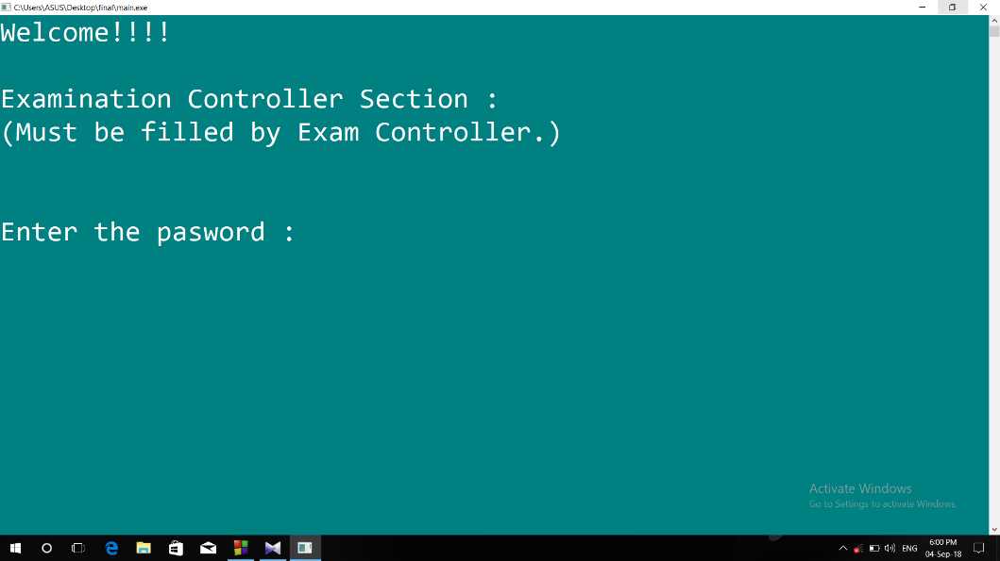 C:\Users\ASUS\Desktop\final\main.exe
Welcome!!!!
Examination Controller Section :
(Must be filled by Exam Controller.)
Enter the pasword :
Activate Windows
Go to Settings to activate Windows.
ENG
6:00 PM
04-Sep-18